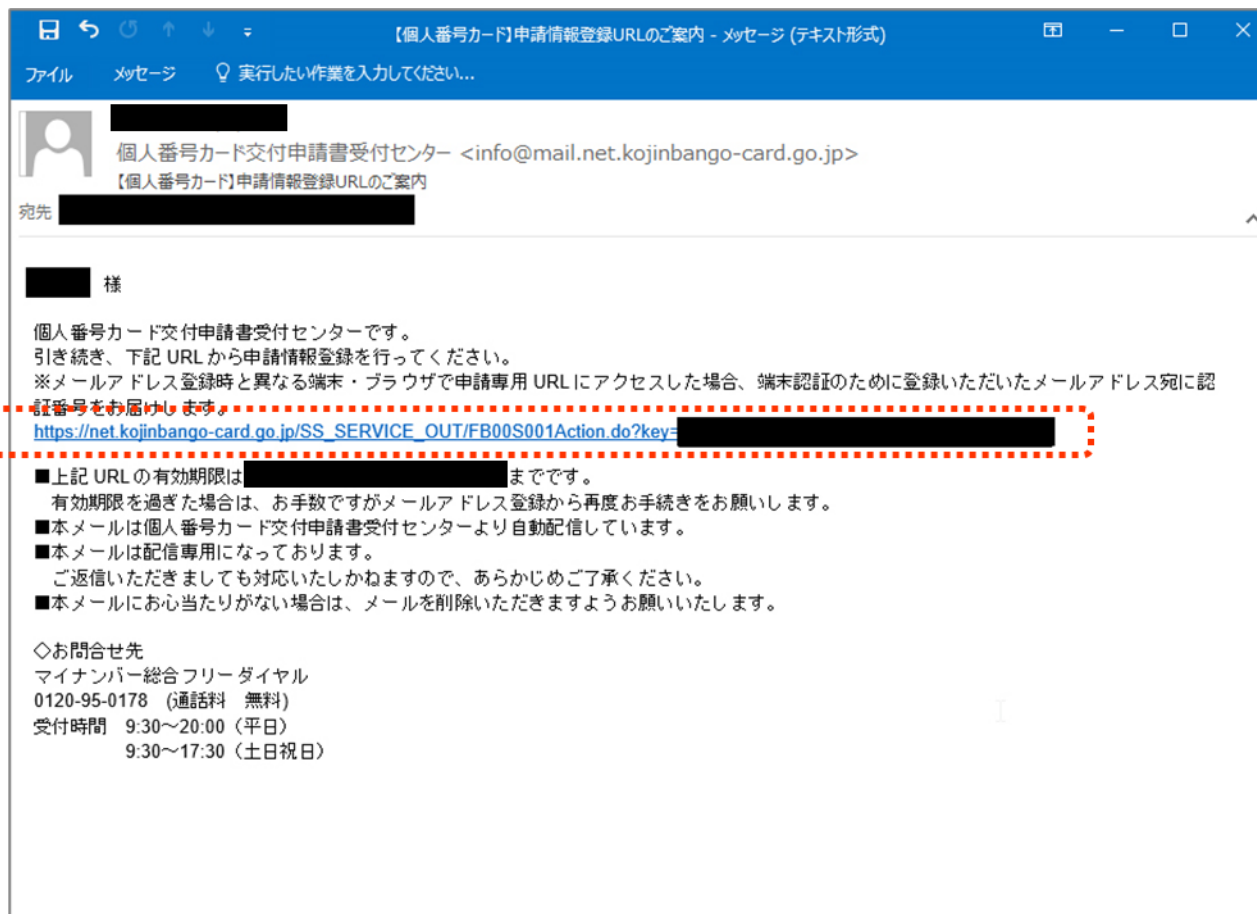 【個人番号カード】申請情報登録URLのご案内 - メッセージ (テキスト形式)
ファイル メッセージ 実行したい作業を入力してください...
個人番号カード交付申請書受付センター <info@mail.net.kojinbango-card.go.jp>
【個人番号カード】申請情報登録URLのご案内
宛先
様
個人番号カード交付申請書受付センターです。
引き続き、下記 URL から申請情報登録を行ってください。
※メールアドレス登録時と異なる端末・ブラウザで申請専用 URL にアクセスした場合、端末認証のために登録いただいたメールアドレス宛に認
証番号をお届けします。
https://net.kojinbango-card.go.jp/SS_SERVICE_OUT/FB00S001Action.do?key=
■上記 URL の有効期限は までです。
有効期限を過ぎた場合は、お手数ですがメールアドレス登録から再度お手続きをお願いします。
■本メールは個人番号カード交付申請書受付センターより自動配信しています。
■本メールは配信専用になっております。
ご返信いただきましても対応いたしかねますので、あらかじめご了承ください。
■本メールにお心当たりがない場合は、メールを削除いただきますようお願いいたします。
◇お問合せ先
マイナンバー総合フリーダイヤル
0120-95-0178 (通話料 無料)
受付時間 9:30～20:00（平日）
9:30～17:30（土日祝日）